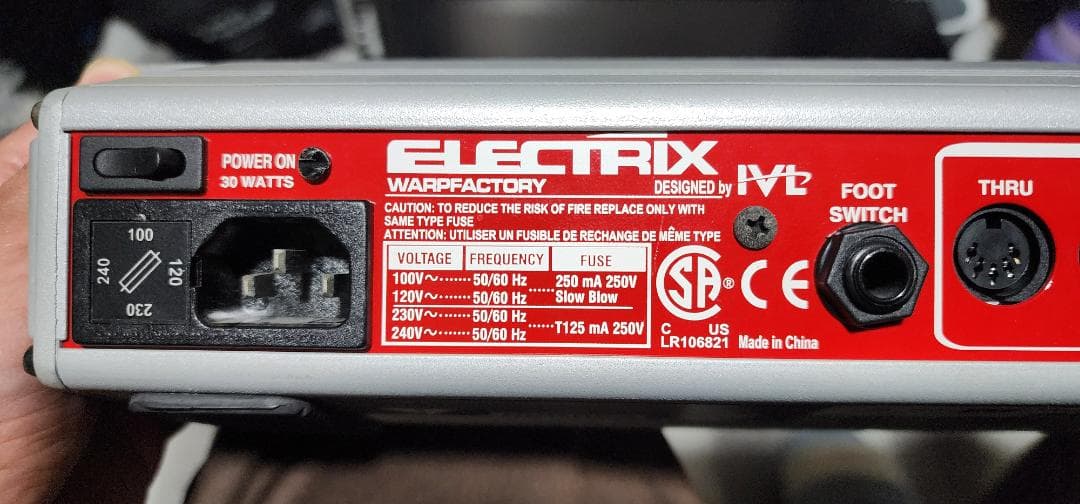 POWER ON
30 WATTS
100
120
230
240
ELECTRIX
WARPFACTORY
DESIGNED by IVL
CAUTION: TO REDUCE THE RISK OF FIRE REPLACE ONLY WITH
SAME TYPE FUSE
ATTENTION: UTILISER UN FUSIBLE DE RECHANGE DE MÊME TYPE
VOLTAGE FREQUENCY FUSE
100V~·······50/60 Hz 250 mA 250V
120V~·······50/60 Hz ······Slow Blow
230V~·······50/60 Hz
240V~·······50/60 Hz ······T125 mA 250V
SA®
C US
LR106821
CE
Made in China
FOOT
SWITCH
THRU